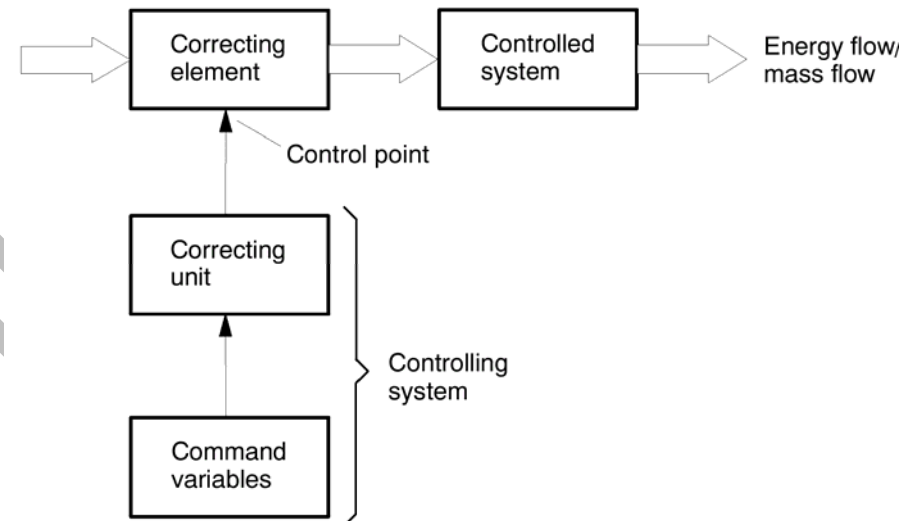 Correcting
element
Controlled
system
Energy flow/
mass flow
Control point
Correcting
unit
Controlling
system
Command
variables